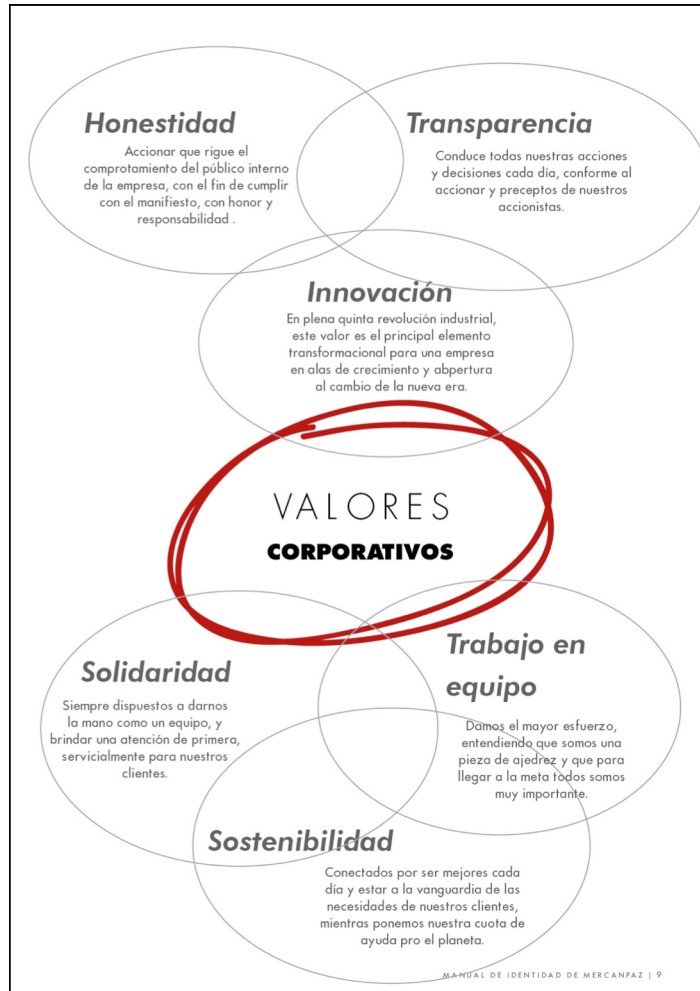 Honestidad
Accionar que rigue el
comprotamiento del público interno
de la empresa, con el fin de cumplir
con el manifiesto, con honor y
responsabilidad .
Transparencia
Conduce todas nuestras acciones
y decisiones cada día, conforme al
accionar y preceptos de nuestros
accionistas.
Innovación
En plena quinta revolución industrial,
este valor es el principal elemento
transformacional para una empresa
en alas de crecimiento y abpertura
al cambio de la nueva era.
VALORES
CORPORATIVOS
Solidaridad
Siempre dispuestos a darnos
la mano como un equipo, y
brindar una atención de primera,
servicialmente para nuestros
clientes.
Trabajo en
equipo
Damos el mayor esfuerzo,
entendiendo que somos una
pieza de ajedrez y que para
llegar a la meta todos somos
muy importante.
Sostenibilidad
Conectados por ser mejores cada
día y estar a la vanguardia de las
necesidades de nuestros clientes,
mientras ponemos nuestra cuota de
ayuda pro el planeta.
MANUAL DE IDENTIDAD DE MERCANPAZ | 9